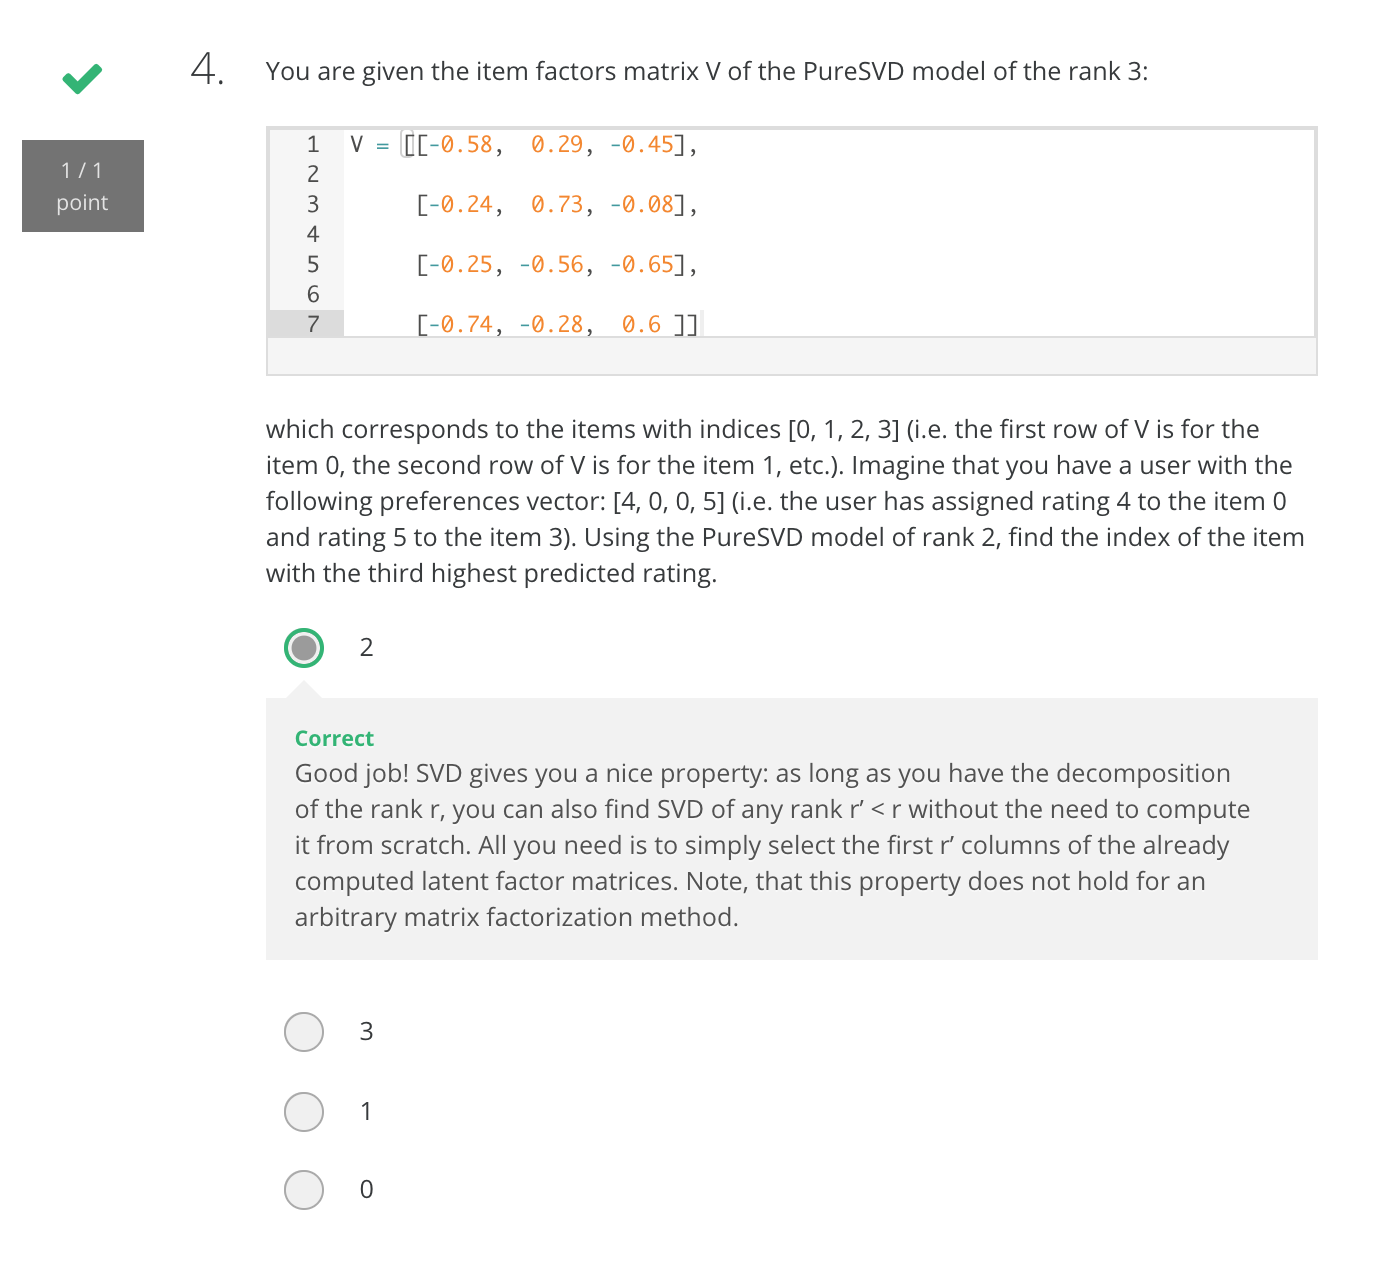 4.
You are given the item factors matrix V of the PureSVD model of the rank 3:
1 / 1
point
1 V = [[-0.58,  0.29, -0.45],
2
3 [-0.24,  0.73, -0.08],
4
5 [-0.25, -0.56, -0.65],
6
7 [-0.74, -0.28,  0.6 ]]
which corresponds to the items with indices [0, 1, 2, 3] (i.e. the first row of V is for the
item 0, the second row of V is for the item 1, etc.). Imagine that you have a user with the
following preferences vector: [4, 0, 0, 5] (i.e. the user has assigned rating 4 to the item 0
and rating 5 to the item 3). Using the PureSVD model of rank 2, find the index of the item
with the third highest predicted rating.
2
Correct
Good job! SVD gives you a nice property: as long as you have the decomposition
of the rank r, you can also find SVD of any rank r’ < r without the need to compute
it from scratch. All you need is to simply select the first r’ columns of the already
computed latent factor matrices. Note, that this property does not hold for an
arbitrary matrix factorization method.
3
1
0